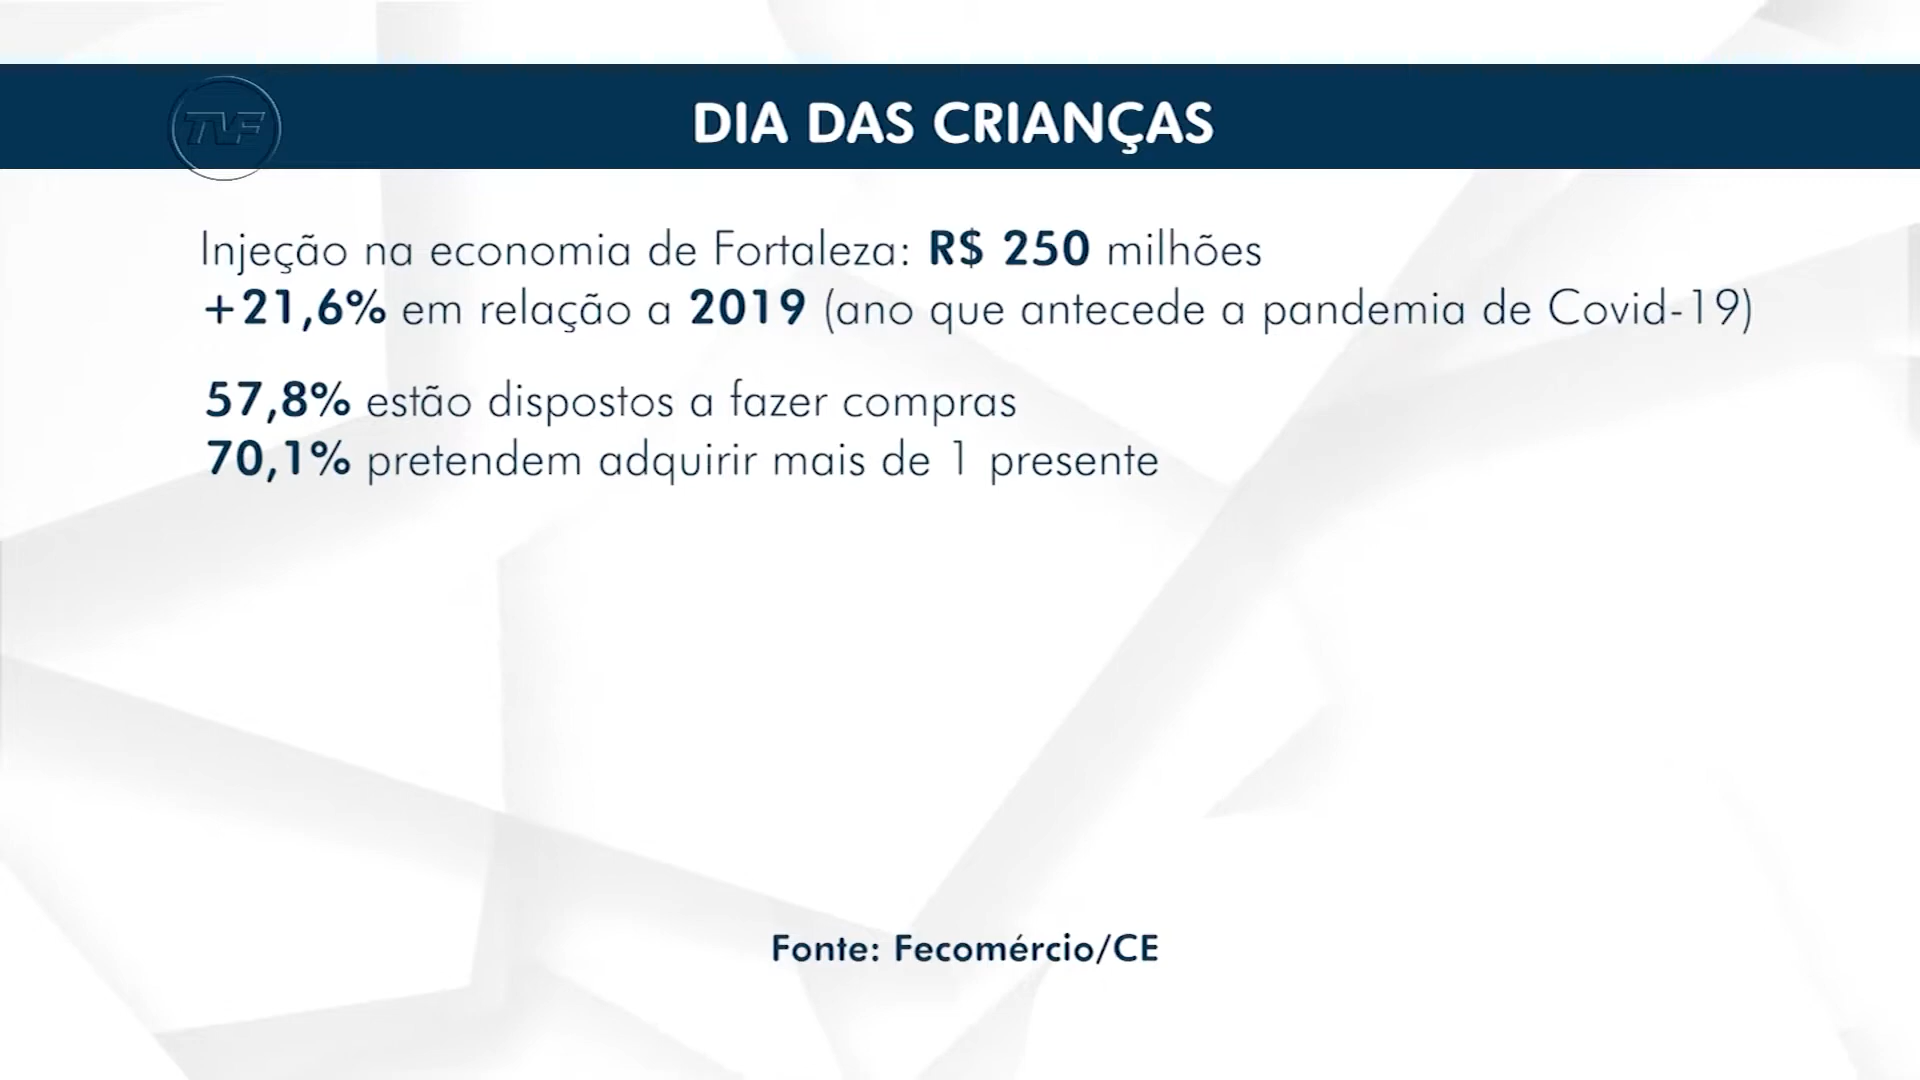 TVF
DIA DAS CRIANÇAS
Injeção na economia de Fortaleza: R$ 250 milhões
+21,6% em relação a 2019 (ano que antecede a pandemia de Covid-19)
57,8% estão dispostos a fazer compras
70,1% pretendem adquirir mais de 1 presente
Fonte: Fecomércio/CE